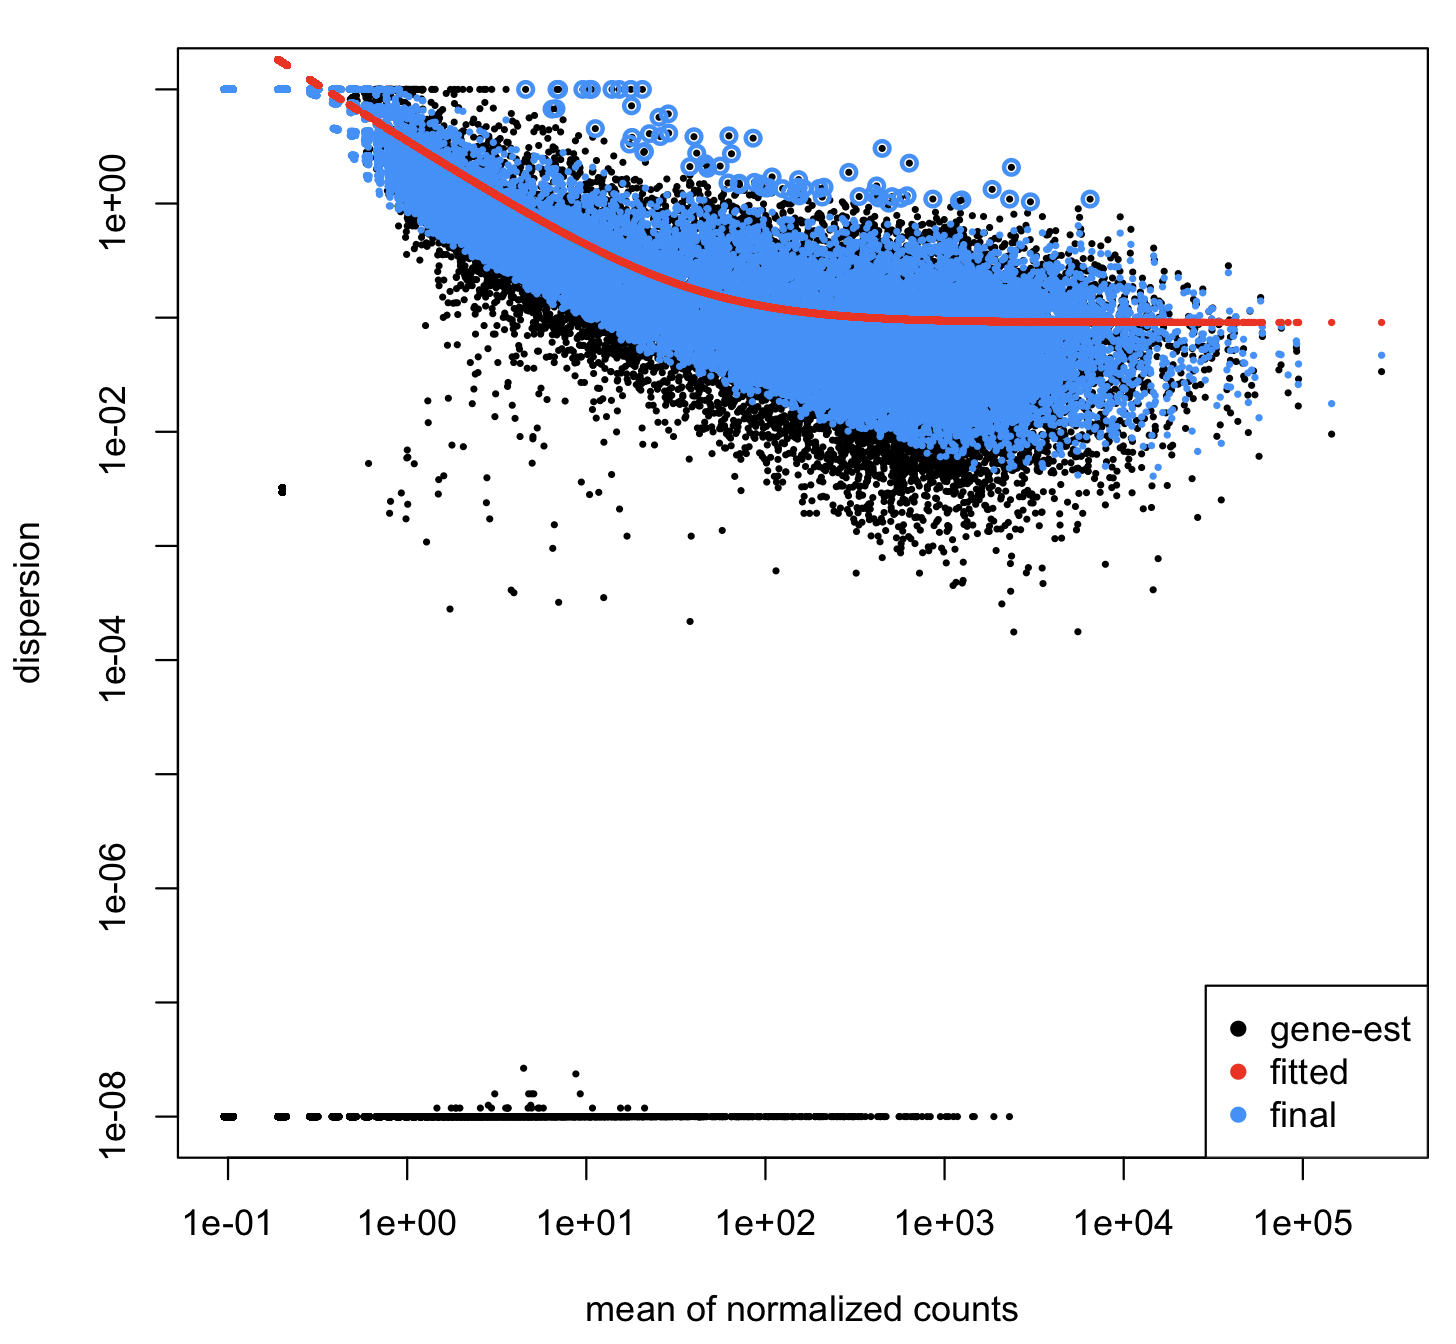 dispersion
1e+00
1e-02
1e-04
1e-06
1e-08
gene-est
fitted
final
1e-01 1e+00 1e+01 1e+02 1e+03 1e+04 1e+05
mean of normalized counts